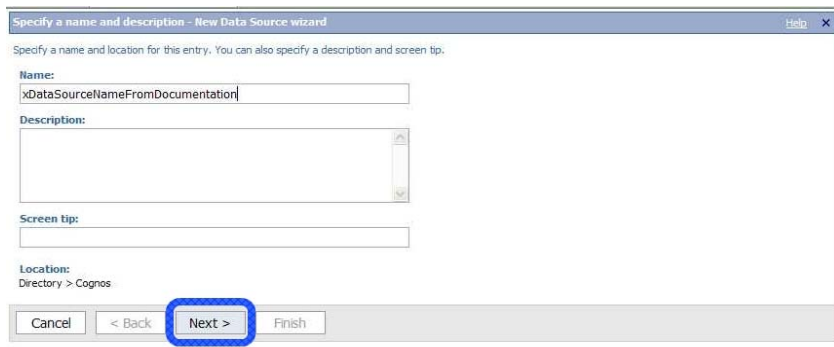 Specify a name and description - New Data Source wizard Help X
Specify a name and location for this entry. You can also specify a description and screen tip.
Name:
xDataSourceNameFromDocumentation
Description:
Screen tip:
Location:
Directory > Cognos
Cancel < Back Next > Finish